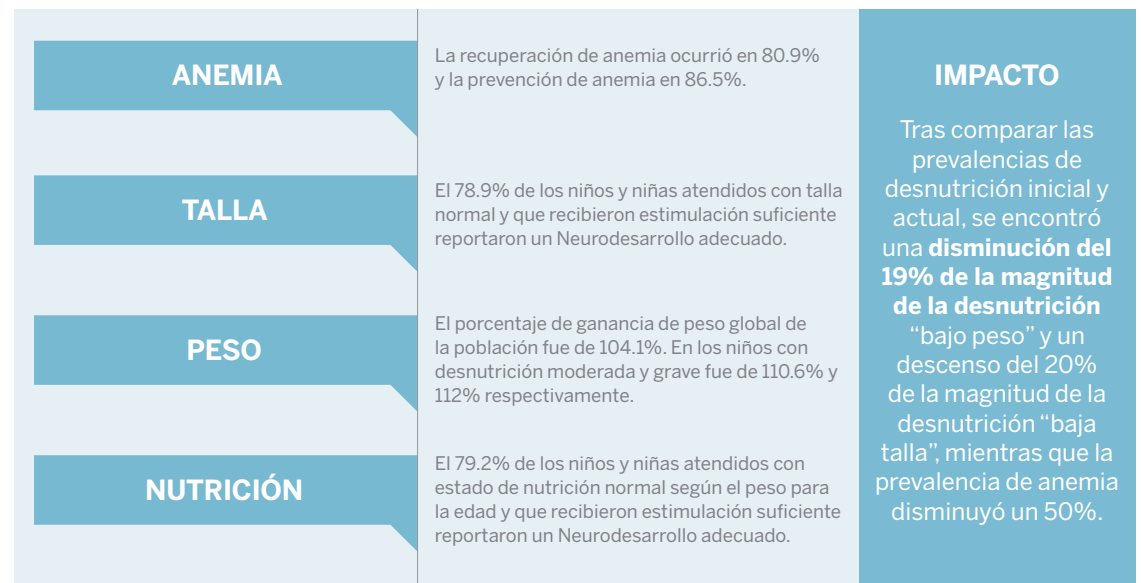 ANEMIA
La recuperación de anemia ocurrió en 80.9%
y la prevención de anemia en 86.5%.
TALLA
El 78.9% de los niños y niñas atendidos con talla
normal y que recibieron estimulación suficiente
reportaron un Neurodesarrollo adecuado.
PESO
El porcentaje de ganancia de peso global de
la población fue de 104.1%. En los niños con
desnutrición moderada y grave fue de 110.6% y
112% respectivamente.
NUTRICIÓN
El 79.2% de los niños y niñas atendidos con
estado de nutrición normal según el peso para
la edad y que recibieron estimulación suficiente
reportaron un Neurodesarrollo adecuado.
IMPACTO
Tras comparar las
prevalencias de
desnutrición inicial y
actual, se encontró
una disminución del
19% de la magnitud
de la desnutrición
“bajo peso” y un
descenso del 20%
de la magnitud de la
desnutrición “baja
talla”, mientras que la
prevalencia de anemia
disminuyó un 50%.